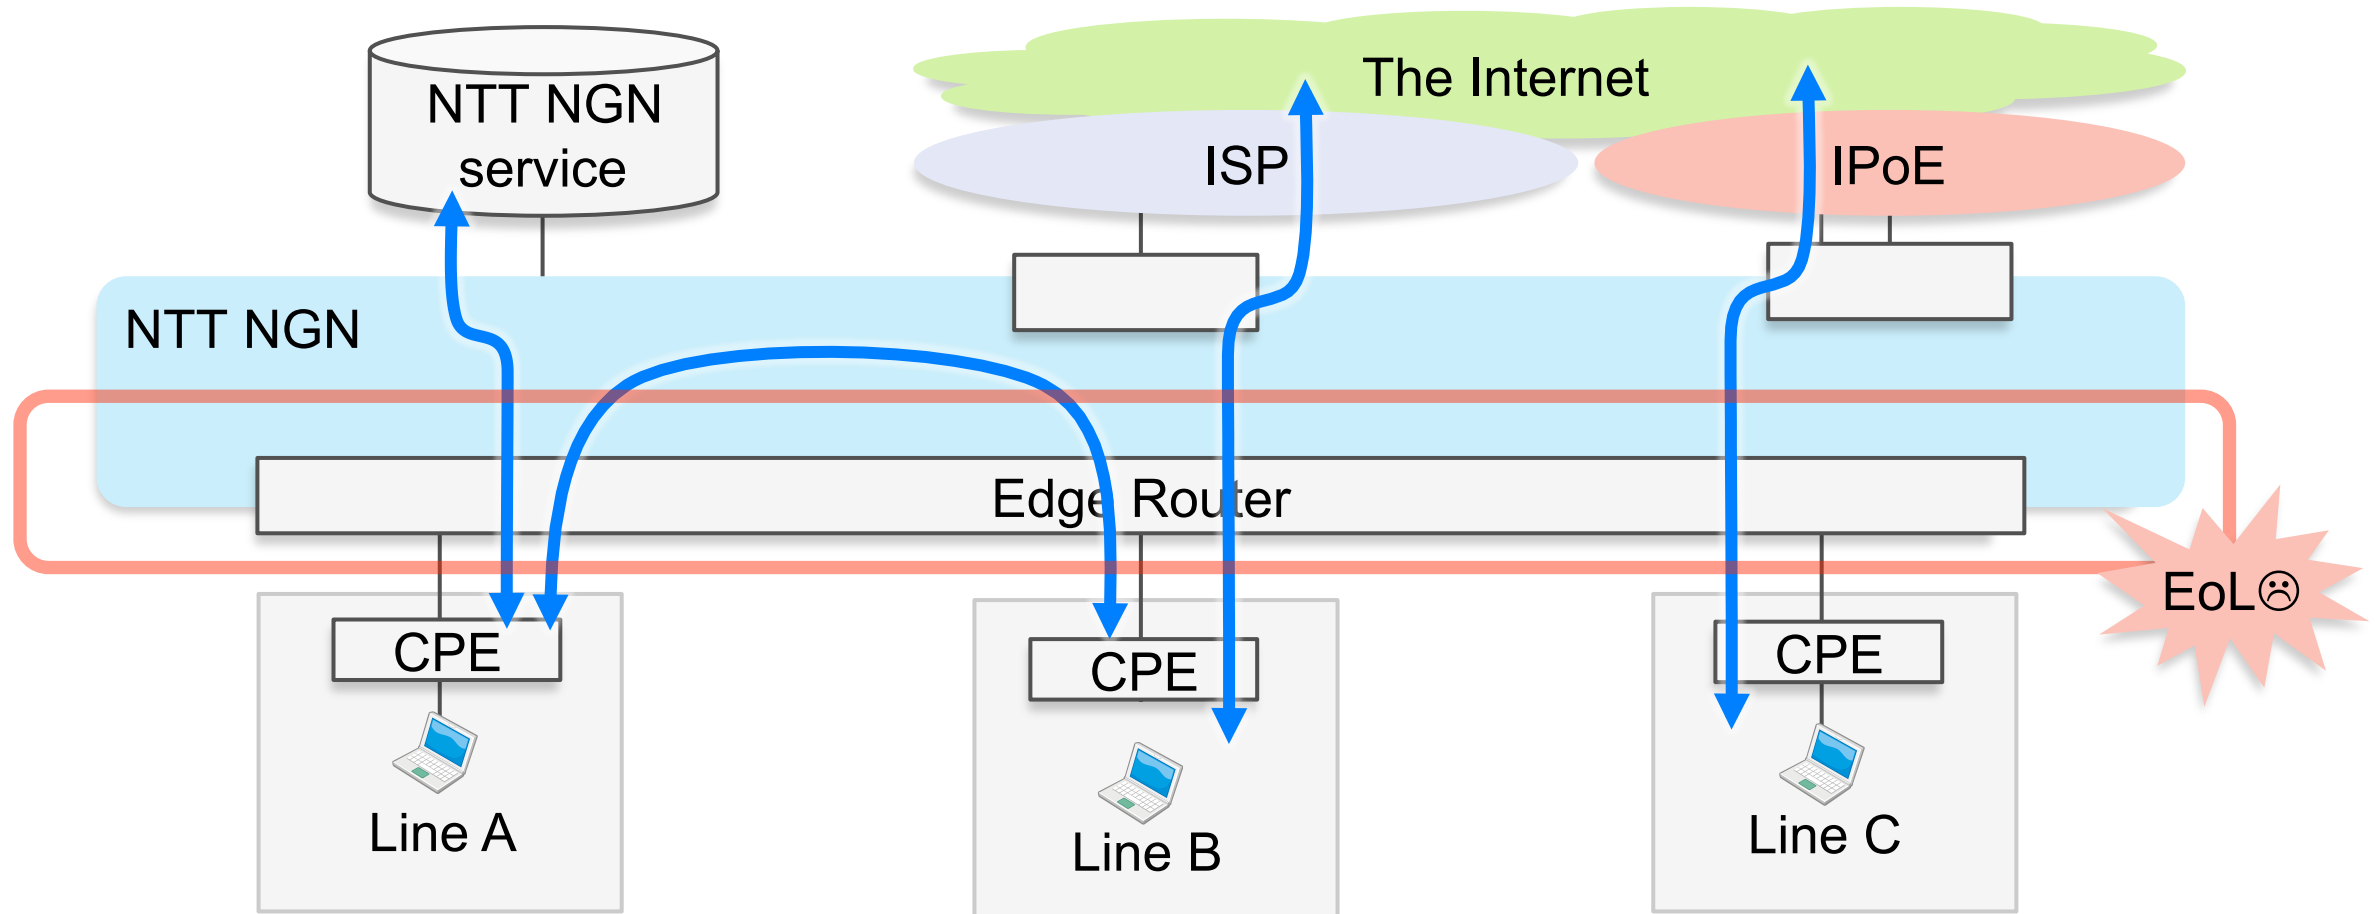 NTT NGN
service
The Internet
ISP
IPoE
NTT NGN
Edge Router
EoL☹
CPE
CPE
CPE
Line A
Line B
Line C